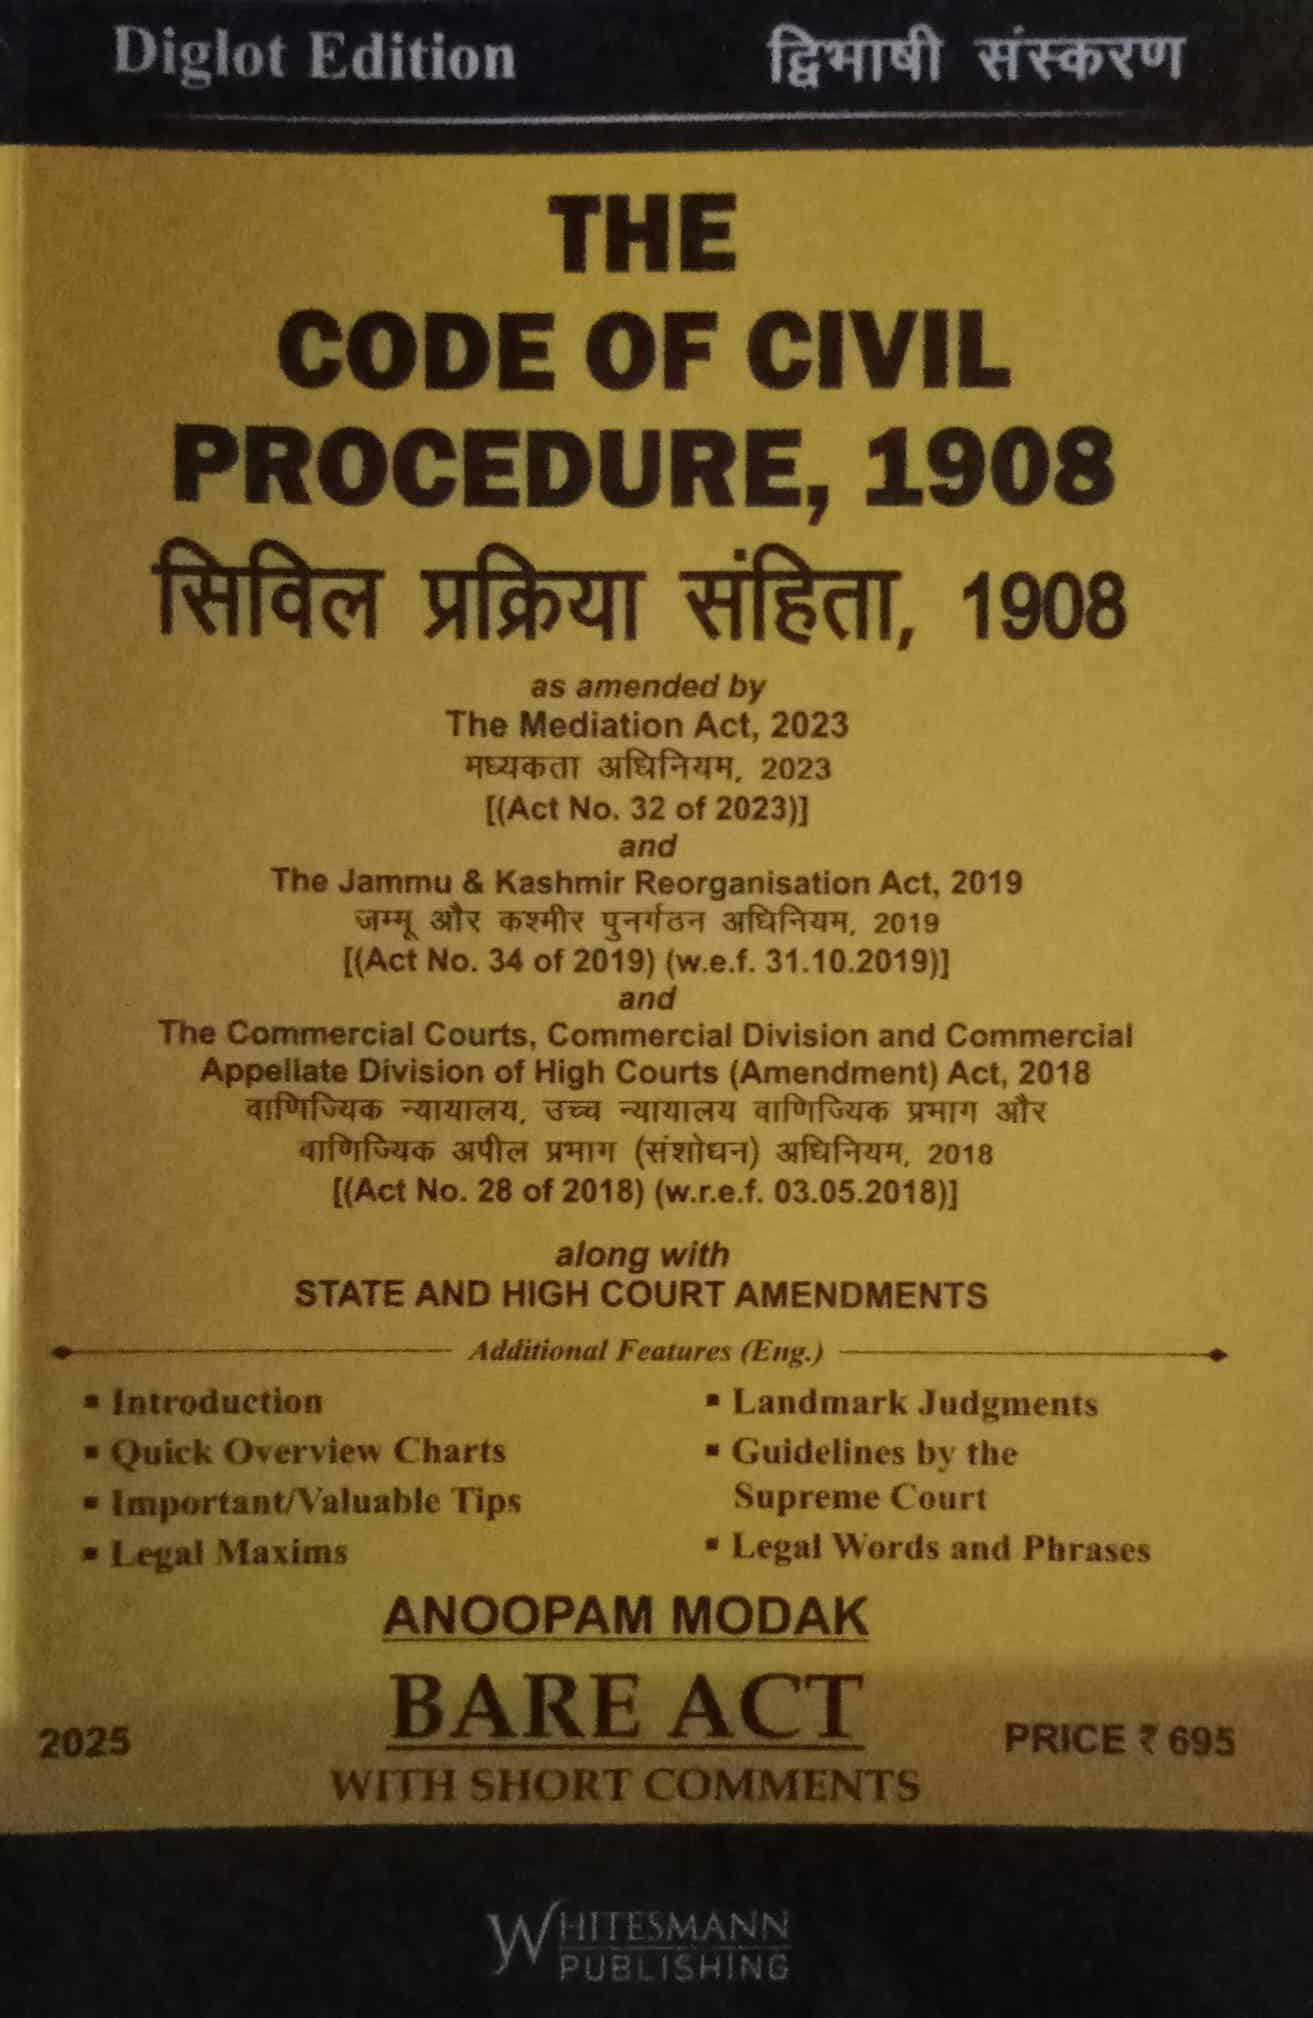 Diglot Edition द्विभाषी संस्करण
THE
CODE OF CIVIL
PROCEDURE, 1908
सिविल प्रक्रिया संहिता, 1908
as amended by
The Mediation Act, 2023
मध्यकता अधिनियम, 2023
[(Act No. 32 of 2023)]
and
The Jammu & Kashmir Reorganisation Act, 2019
जम्मू और कश्मीर पुनर्गठन अधिनियम, 2019
[(Act No. 34 of 2019) (w.e.f. 31.10.2019)]
and
The Commercial Courts, Commercial Division and Commercial
Appellate Division of High Courts (Amendment) Act, 2018
वाणिज्यिक न्यायालय, उच्च न्यायालय वाणिज्यिक प्रभाग और
वाणिज्यिक अपील प्रभाग (संशोधन) अधिनियम, 2018
[(Act No. 28 of 2018) (w.r.e.f. 03.05.2018)]
along with
STATE AND HIGH COURT AMENDMENTS
Additional Features (Eng.)
▪ Introduction
▪ Quick Overview Charts
▪ Important/Valuable Tips
▪ Legal Maxims
▪ Landmark Judgments
▪ Guidelines by the
Supreme Court
▪ Legal Words and Phrases
ANOOPAM MODAK
BARE ACT
2025
PRICE ₹ 695
WITH SHORT COMMENTS
WHITESMANN
PUBLISHING